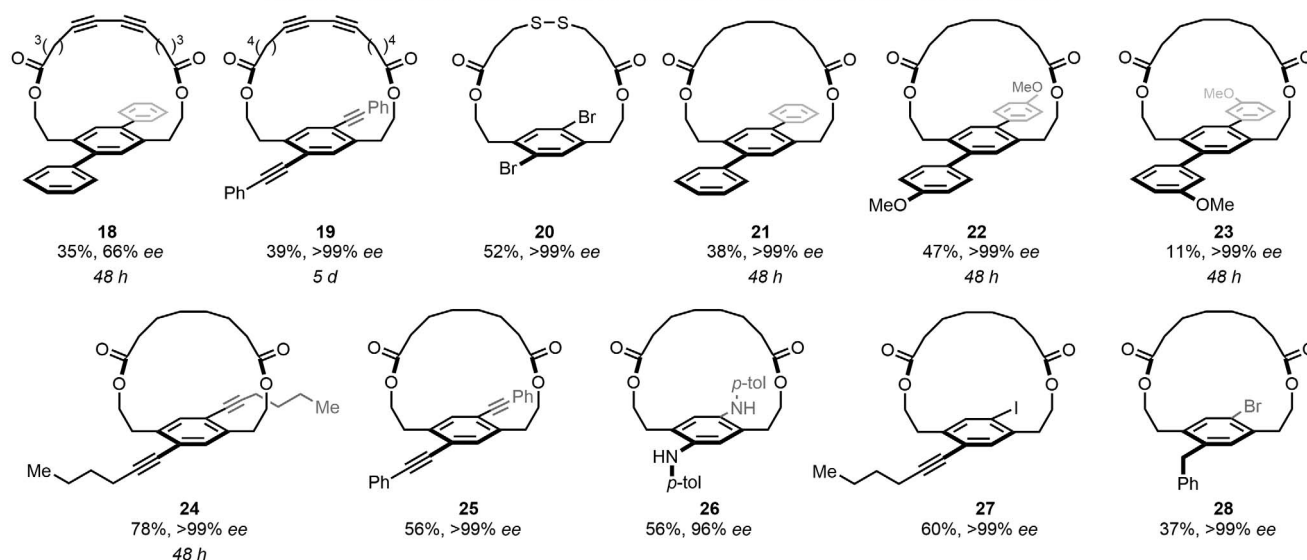 3( )
( )3
O
O
O
O
18
35%, 66% ee
48 h
4( )
( )4
O
O
O
O
Ph
Ph
19
39%, >99% ee
5 d
S–S
O
O
O
O
Br
Br
20
52%, >99% ee
O
O
O
O
21
38%, >99% ee
48 h
O
O
O
O
MeO
MeO
22
47%, >99% ee
48 h
O
O
O
O
MeO
OMe
23
11%, >99% ee
48 h
O
O
O
O
Me
Me
24
78%, >99% ee
48 h
O
O
O
O
Ph
Ph
25
56%, >99% ee
O
O
O
O
p-tol
NH
HN
p-tol
26
56%, 96% ee
O
O
O
O
I
Me
27
60%, >99% ee
O
O
O
O
Br
Ph
28
37%, >99% ee